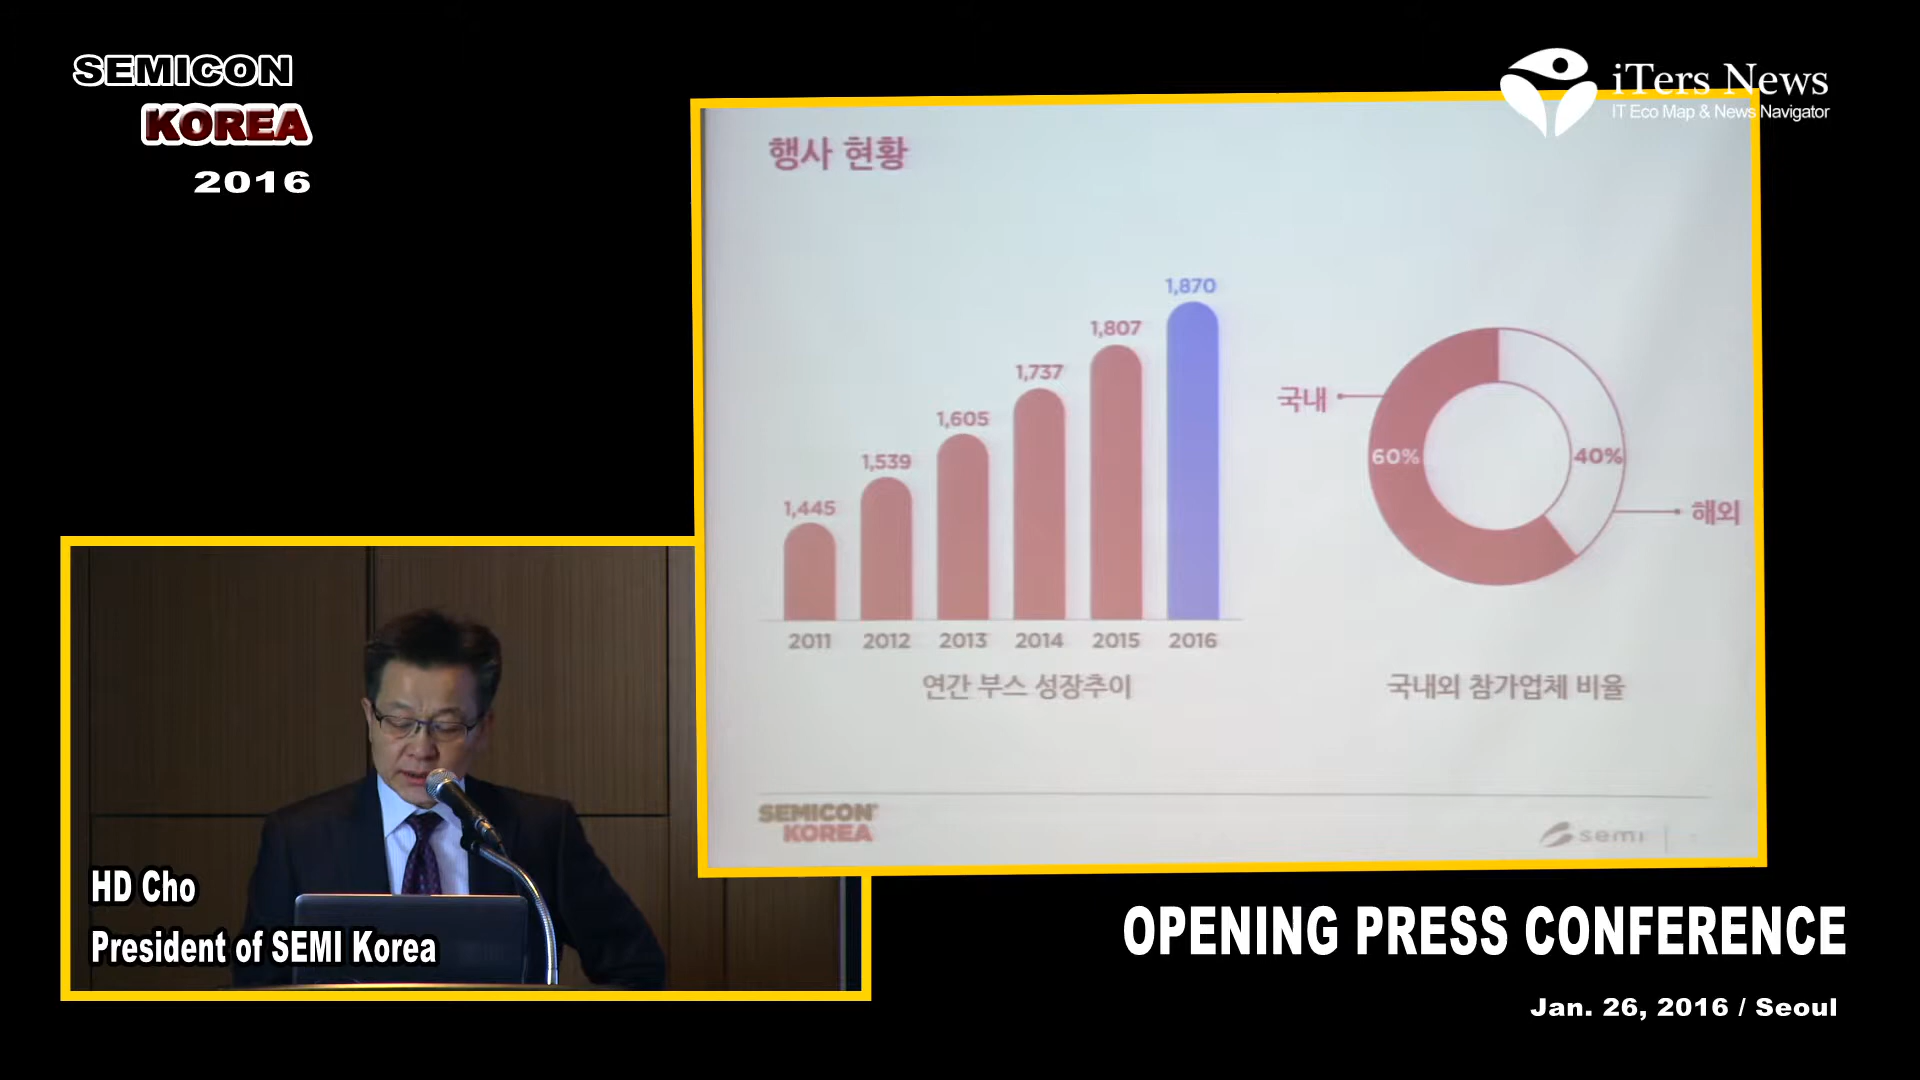 SEMICON
KOREA
2016
iTers News
IT Eco Map & News Navigator
행사 현황
1,445
1,539
1,605
1,737
1,807
1,870
2011 2012 2013 2014 2015 2016
연간 부스 성장추이
국내
60%
40%
해외
국내외 참가업체 비율
SEMICON
KOREA
semi
HD Cho
President of SEMI Korea
OPENING PRESS CONFERENCE
Jan. 26, 2016 / Seoul